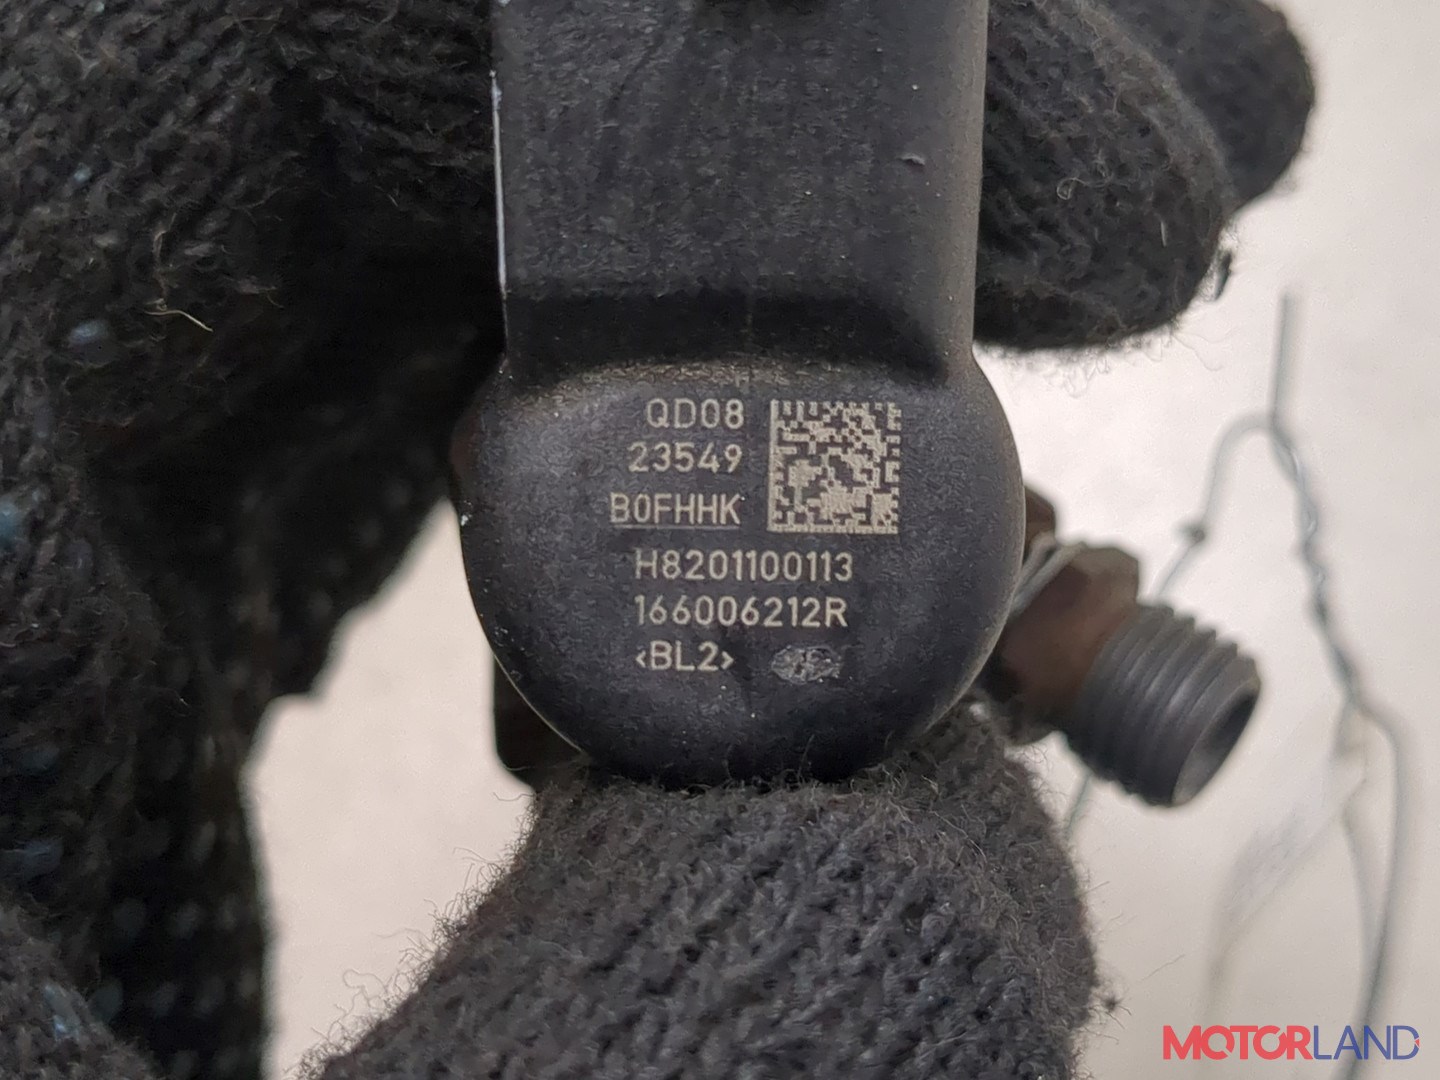 QD08
23549
B0FHHK
H8201100113
166006212R
‹BL2›
MOTORLAND